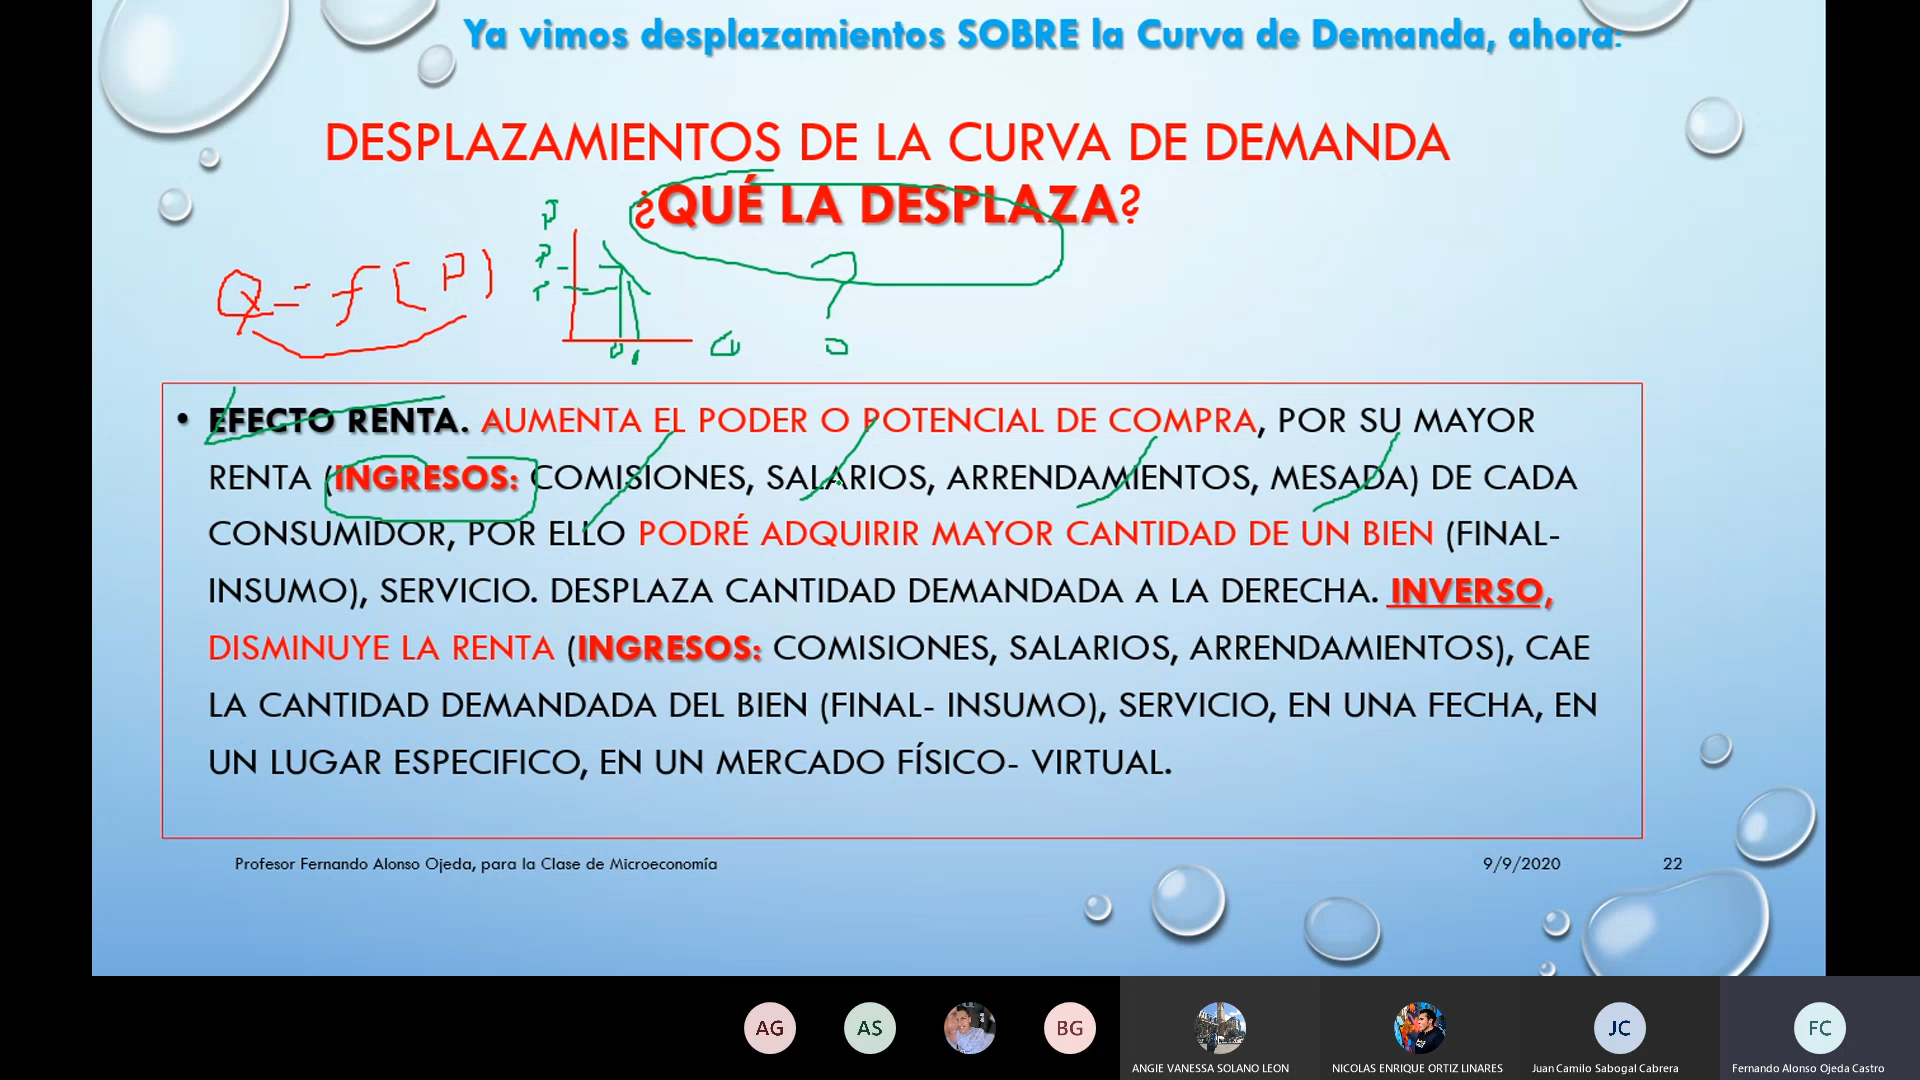 Ya vimos desplazamientos SOBRE la Curva de Demanda, ahora:
DESPLAZAMIENTOS DE LA CURVA DE DEMANDA
¿QUÉ LA DESPLAZA?
Q = f ( P )
P
P
P
Q
• EFECTO RENTA. AUMENTA EL PODER O POTENCIAL DE COMPRA, POR SU MAYOR
RENTA (INGRESOS: COMISIONES, SALARIOS, ARRENDAMIENTOS, MESADA) DE CADA
CONSUMIDOR, POR ELLO PODRÉ ADQUIRIR MAYOR CANTIDAD DE UN BIEN (FINAL-
INSUMO), SERVICIO. DESPLAZA CANTIDAD DEMANDADA A LA DERECHA. INVERSO,
DISMINUYE LA RENTA (INGRESOS: COMISIONES, SALARIOS, ARRENDAMIENTOS), CAE
LA CANTIDAD DEMANDADA DEL BIEN (FINAL- INSUMO), SERVICIO, EN UNA FECHA, EN
UN LUGAR ESPECIFICO, EN UN MERCADO FÍSICO- VIRTUAL.
Profesor Fernando Alonso Ojeda, para la Clase de Microeconomía
9/9/2020
22
AG
AS
BG
JC
FC
ANGIE VANESSA SOLANO LEON
NICOLAS ENRIQUE ORTIZ LINARES
Juan Camilo Sabogal Cabrera
Fernando Alonso Ojeda Castro